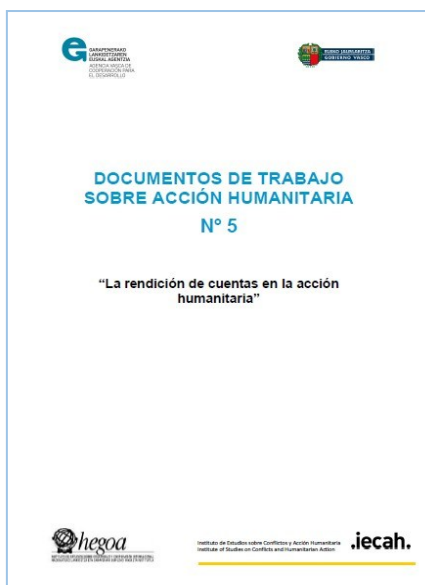 GARAPENERAKO
LANKIDETZAREN
EUSKAL AGENTZIA
AGENCIA VASCA DE
COOPERACIÓN PARA
EL DESARROLLO
EUSKO JAURLARITZA
GOBIERNO VASCO
DOCUMENTOS DE TRABAJO
SOBRE ACCIÓN HUMANITARIA
Nº 5
“La rendición de cuentas en la acción
humanitaria”
hegoa
Instituto de Estudios sobre Conflictos y Acción Humanitaria
Institute of Studies on Conflicts and Humanitarian Action
.iecah.